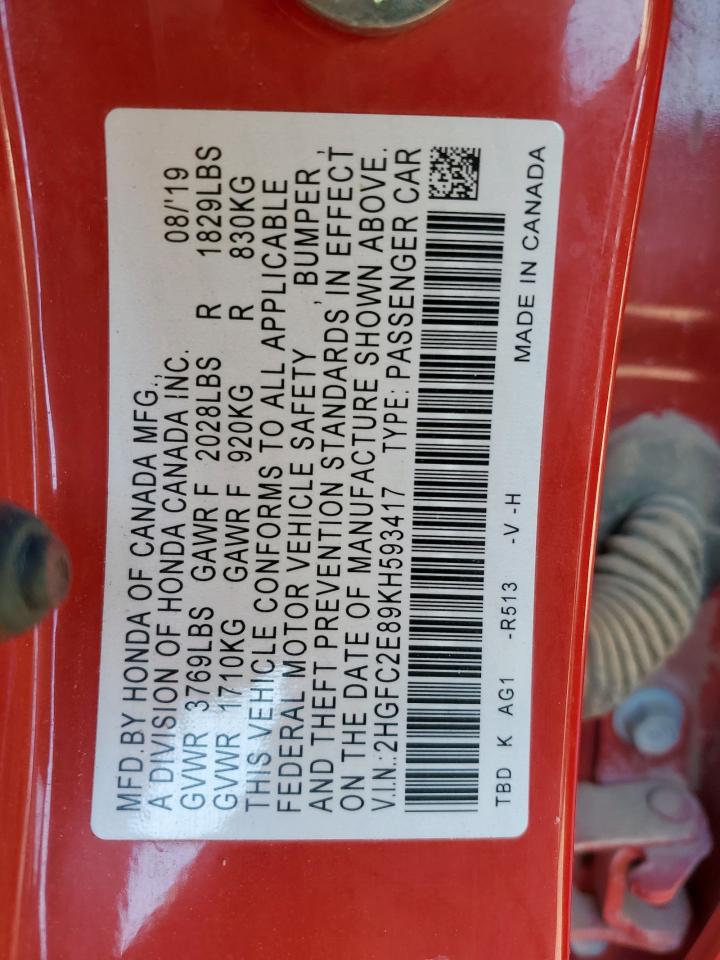 MFD.BY HONDA OF CANADA MFG.,
A DIVISION OF HONDA CANADA INC. 08/'19
GVWR 3769LBS GAWR F 2028LBS R 1829LBS
GVWR 1710KG GAWR F 920KG R 830KG
THIS VEHICLE CONFORMS TO ALL APPLICABLE
FEDERAL MOTOR VEHICLE SAFETY , BUMPER ,
AND THEFT PREVENTION STANDARDS IN EFFECT
ON THE DATE OF MANUFACTURE SHOWN ABOVE.
V.I.N.:2HGFC2E89KH593417 TYPE: PASSENGER CAR
TBD K AG1 -R513 -V -H MADE IN CANADA